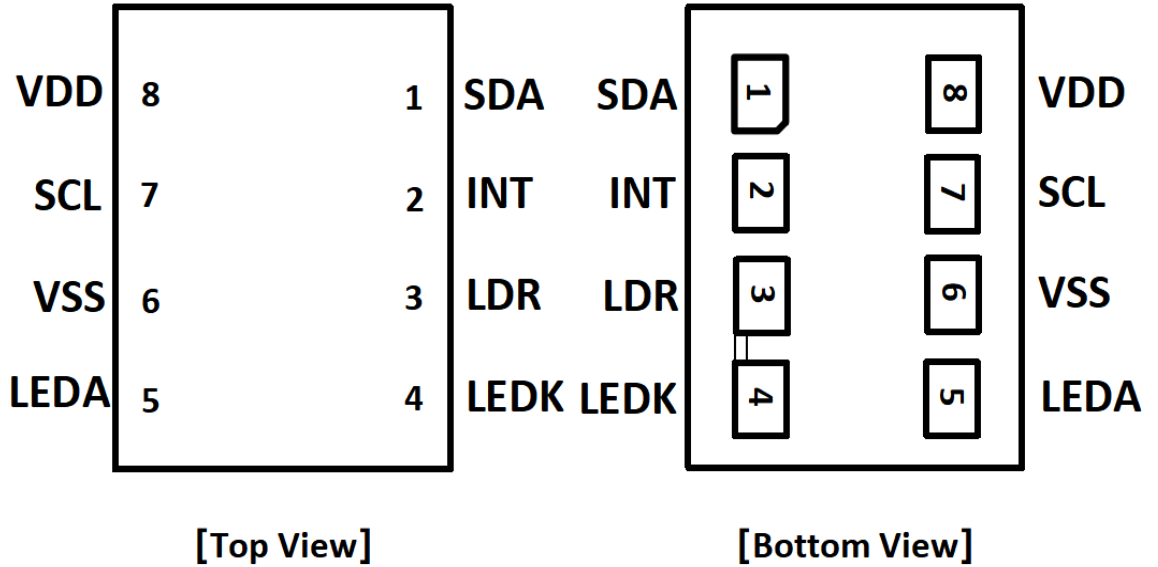 VDD 8 1 SDA SDA 1 8 VDD
SCL 7 2 INT INT 2 7 SCL
VSS 6 3 LDR LDR 3 6 VSS
LEDA 5 4 LEDK LEDK 4 5 LEDA
[Top View] [Bottom View]